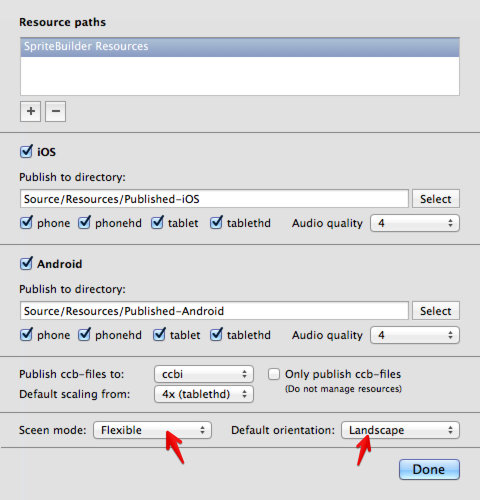 Resource paths
SpriteBuilder Resources
+ −
iOS
Publish to directory:
Source/Resources/Published-iOS Select
phone phonehd tablet tablethd Audio quality 4
Android
Publish to directory:
Source/Resources/Published-Android Select
phone phonehd tablet tablethd Audio quality 4
Publish ccb-files to: ccbi Only publish ccb-files
(Do not manage resources)
Default scaling from: 4x (tablethd)
Sceen mode: Flexible Default orientation: Landscape
Done